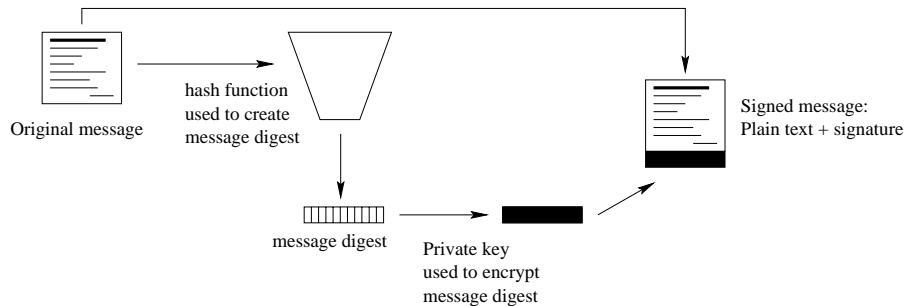 Original message
hash function
used to create
message digest
message digest
Private key
used to encrypt
message digest
Signed message:
Plain text + signature